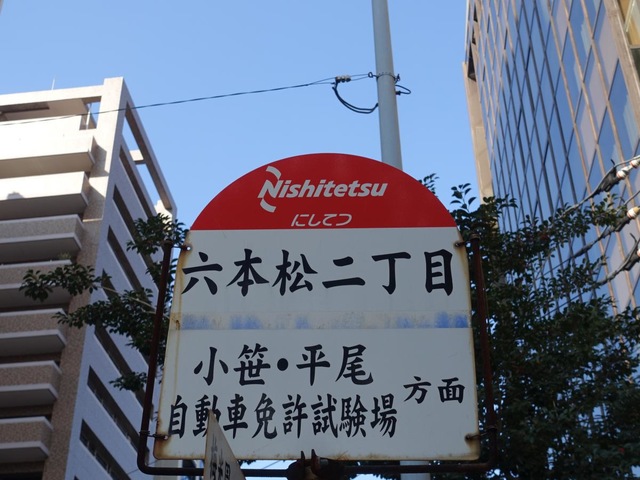 Nishitetsu
にしてつ
六本松二丁目
小笹・平尾
自動車免許試験場 方面